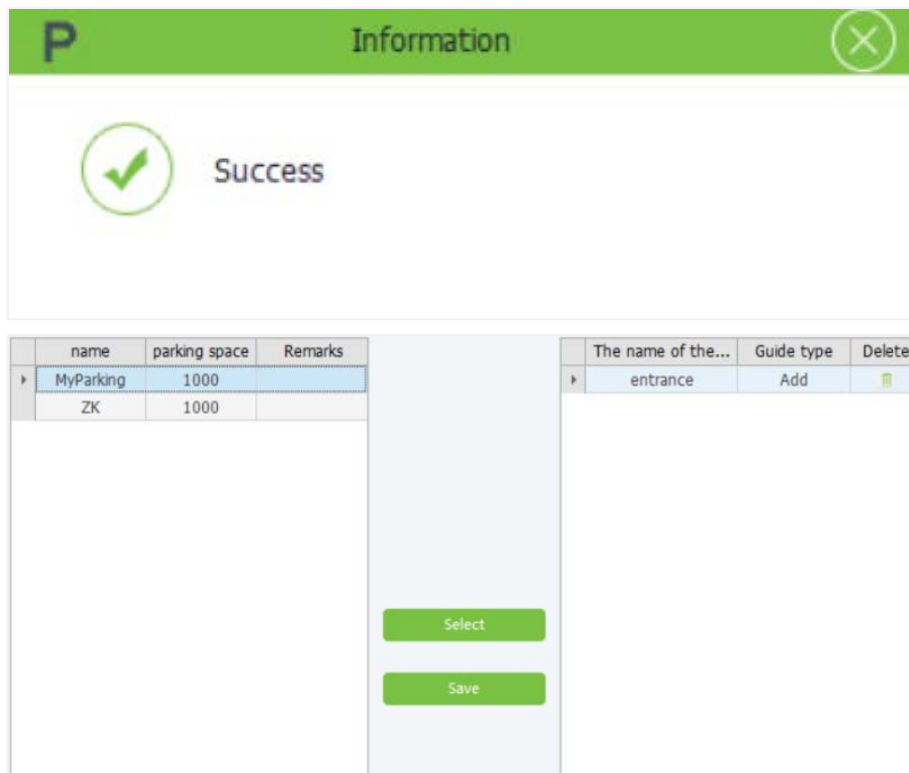 P Information
Success
name parking space Remarks
MyParking 1000
ZK 1000
The name of the... Guide type Delete
entrance Add
Select
Save